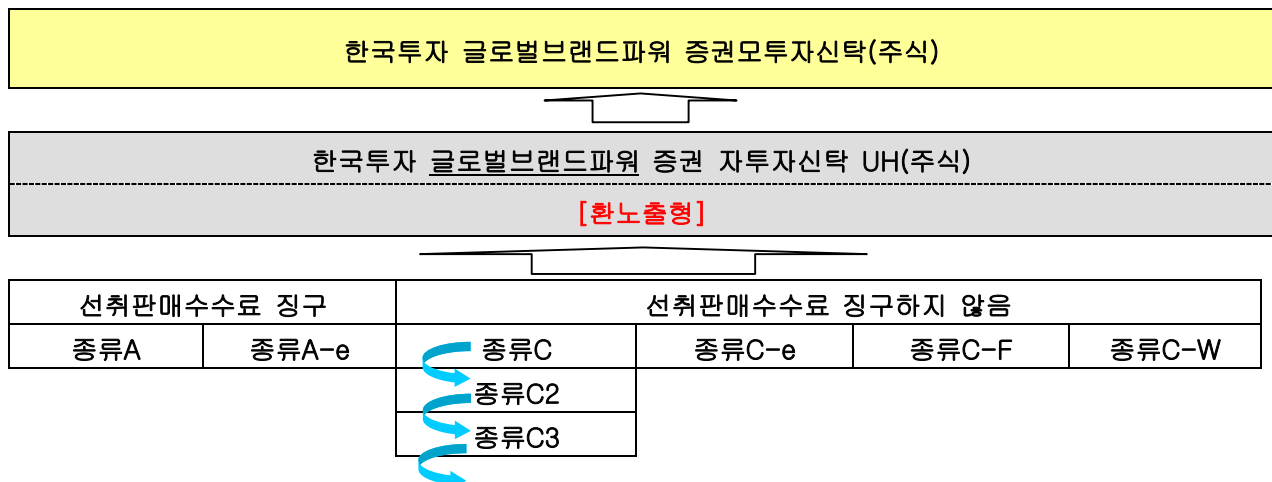 한국투자 글로벌브랜드파워 증권모투자신탁(주식)
한국투자 글로벌브랜드파워 증권 자투자신탁 UH(주식)
[환노출형]
선취판매수수료 징구 선취판매수수료 징구하지 않음
종류A 종류A-e 종류C 종류C-e 종류C-F 종류C-W
종류C2
종류C3